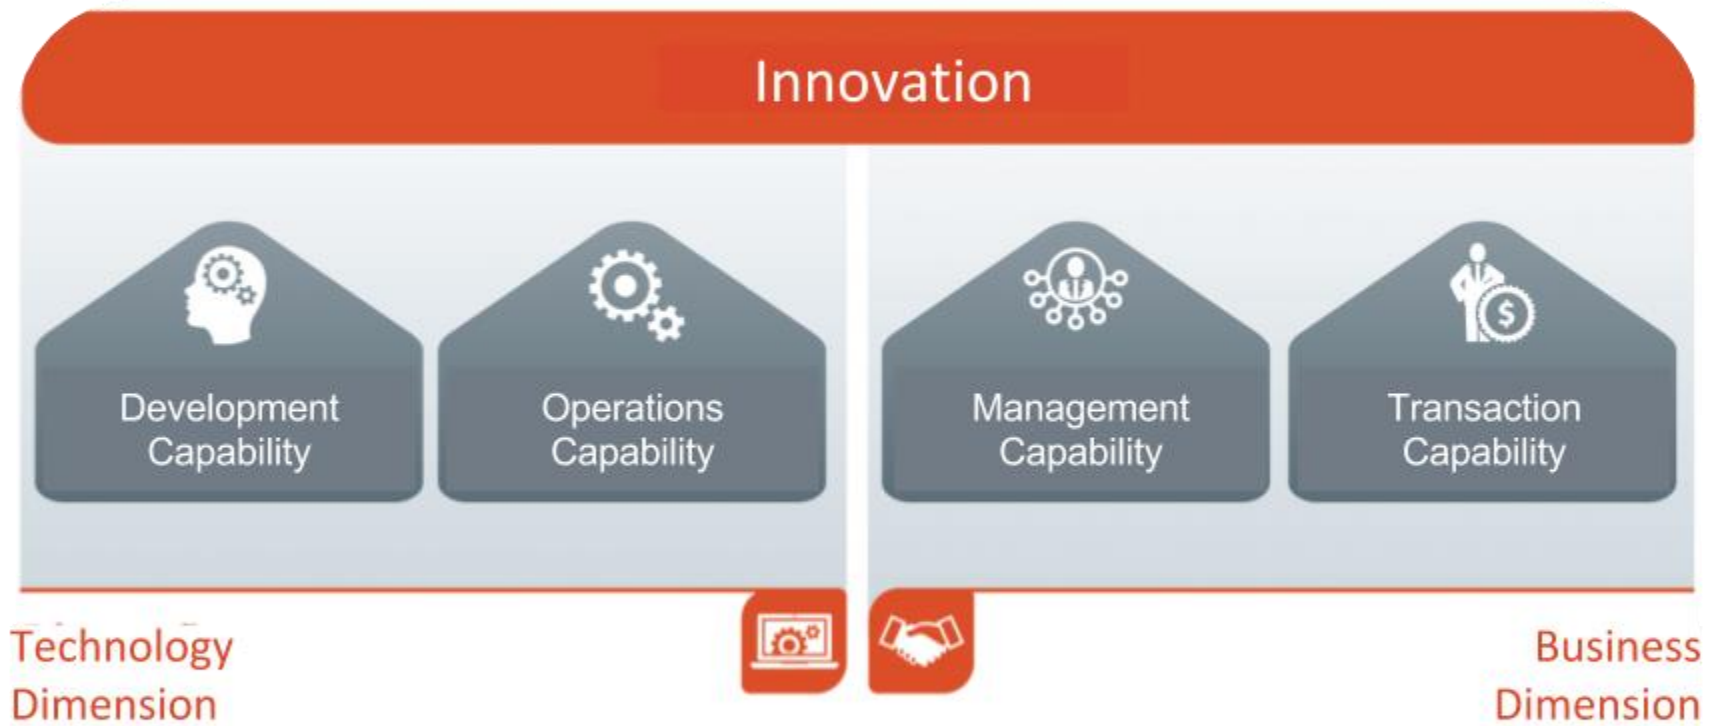 Innovation
Development
Capability
Operations
Capability
Management
Capability
$
Transaction
Capability
Technology
Dimension
Business
Dimension